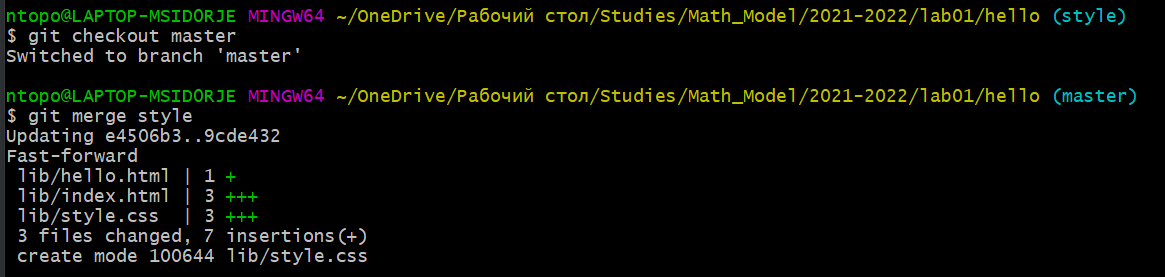 ntopo@LAPTOP-MSIDORJE MINGW64 ~/OneDrive/Рабочий стол/Studies/Math_Model/2021-2022/lab01/hello (style)
$ git checkout master
Switched to branch 'master'
ntopo@LAPTOP-MSIDORJE MINGW64 ~/OneDrive/Рабочий стол/Studies/Math_Model/2021-2022/lab01/hello (master)
$ git merge style
Updating e4506b3..9cde432
Fast-forward
 lib/hello.html | 1 +
 lib/index.html | 3 +++
 lib/style.css  | 3 +++
 3 files changed, 7 insertions(+)
 create mode 100644 lib/style.css